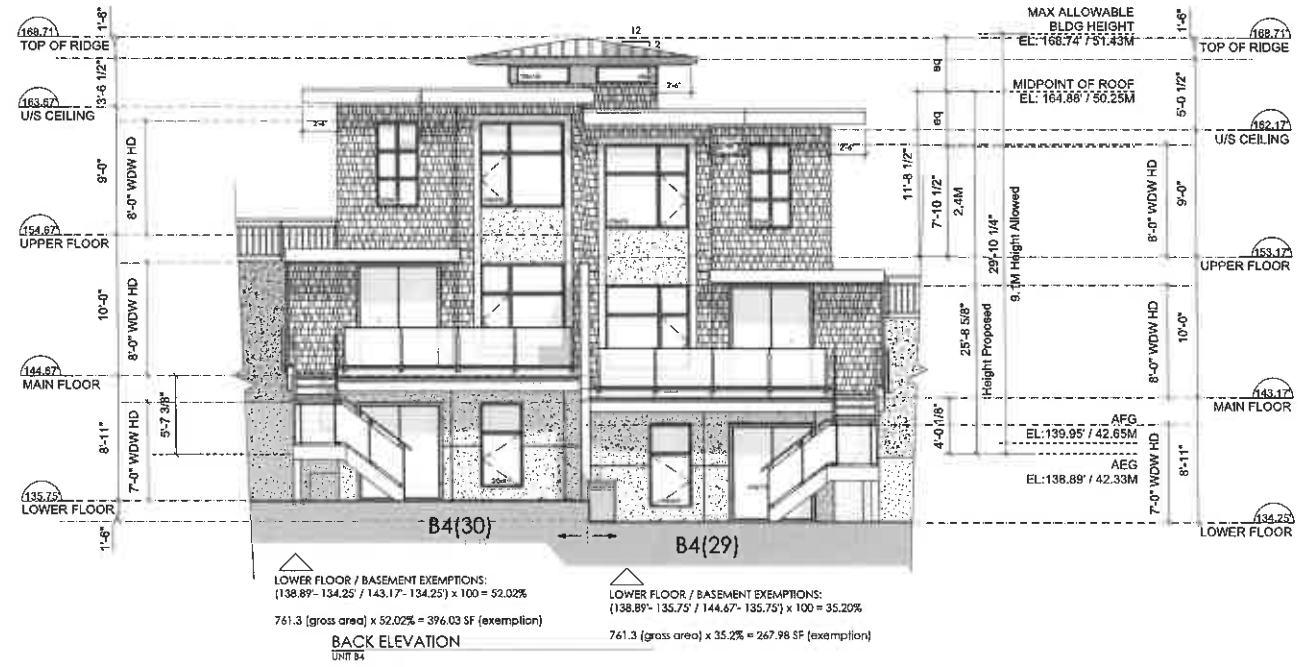 1'-6"
168.71'
TOP OF RIDGE
3'-6 1/2"
163.67'
U/S CEILING
9'-0"
8'-0" WDW HD
154.67'
UPPER FLOOR
10'-0"
8'-0" WDW HD
144.67'
MAIN FLOOR
5'-7 3/8"
8'-11"
7'-0" WDW HD
135.75'
LOWER FLOOR
1'-6"
12
2
2'-6"
2'-6"
2'-6"
MAX ALLOWABLE
BLDG HEIGHT
EL: 168.74' / 51.43M
MIDPOINT OF ROOF
EL: 164.86' / 50.25M
eq
eq
11'-8 1/2"
7'-10 1/2"
2.4M
29'-10 1/4"
9.1M Height Allowed
25'-8 5/8"
Height Proposed
4'-0 1/8"
AFG
EL:139.95' / 42.65M
AEG
EL:138.89' / 42.33M
1'-6"
168.71'
TOP OF RIDGE
5'-0 1/2"
162.17'
U/S CEILING
9'-0"
8'-0" WDW HD
153.17'
UPPER FLOOR
10'-0"
8'-0" WDW HD
143.17'
MAIN FLOOR
8'-11"
7'-0" WDW HD
134.25'
LOWER FLOOR
B4(30)
B4(29)
LOWER FLOOR / BASEMENT EXEMPTIONS:
(138.89'- 134.25' / 143.17'- 134.25') x 100 = 52.02%
761.3 (gross area) x 52.02% = 396.03 SF (exemption)
LOWER FLOOR / BASEMENT EXEMPTIONS:
(138.89'- 135.75' / 144.67'- 135.75') x 100 = 35.20%
761.3 (gross area) x 35.2% = 267.98 SF (exemption)
BACK ELEVATION
UNIT B4